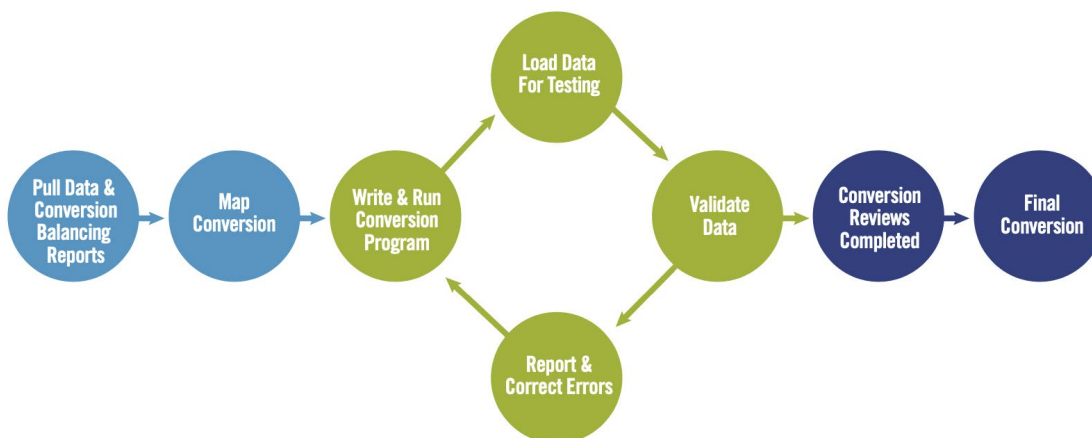 Pull Data &
Conversion
Balancing
Reports
Map
Conversion
Write & Run
Conversion
Program
Load Data
For Testing
Validate
Data
Report &
Correct Errors
Conversion
Reviews
Completed
Final
Conversion